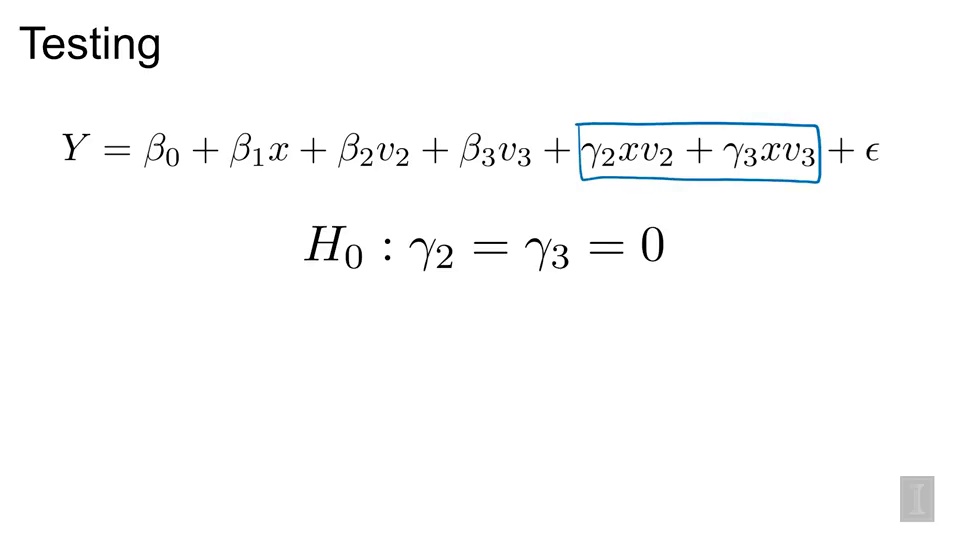 Testing
Y = β₀ + β₁x + β₂v₂ + β₃v₃ + γ₂xv₂ + γ₃xv₃ + ϵ
H₀ : γ₂ = γ₃ = 0
I